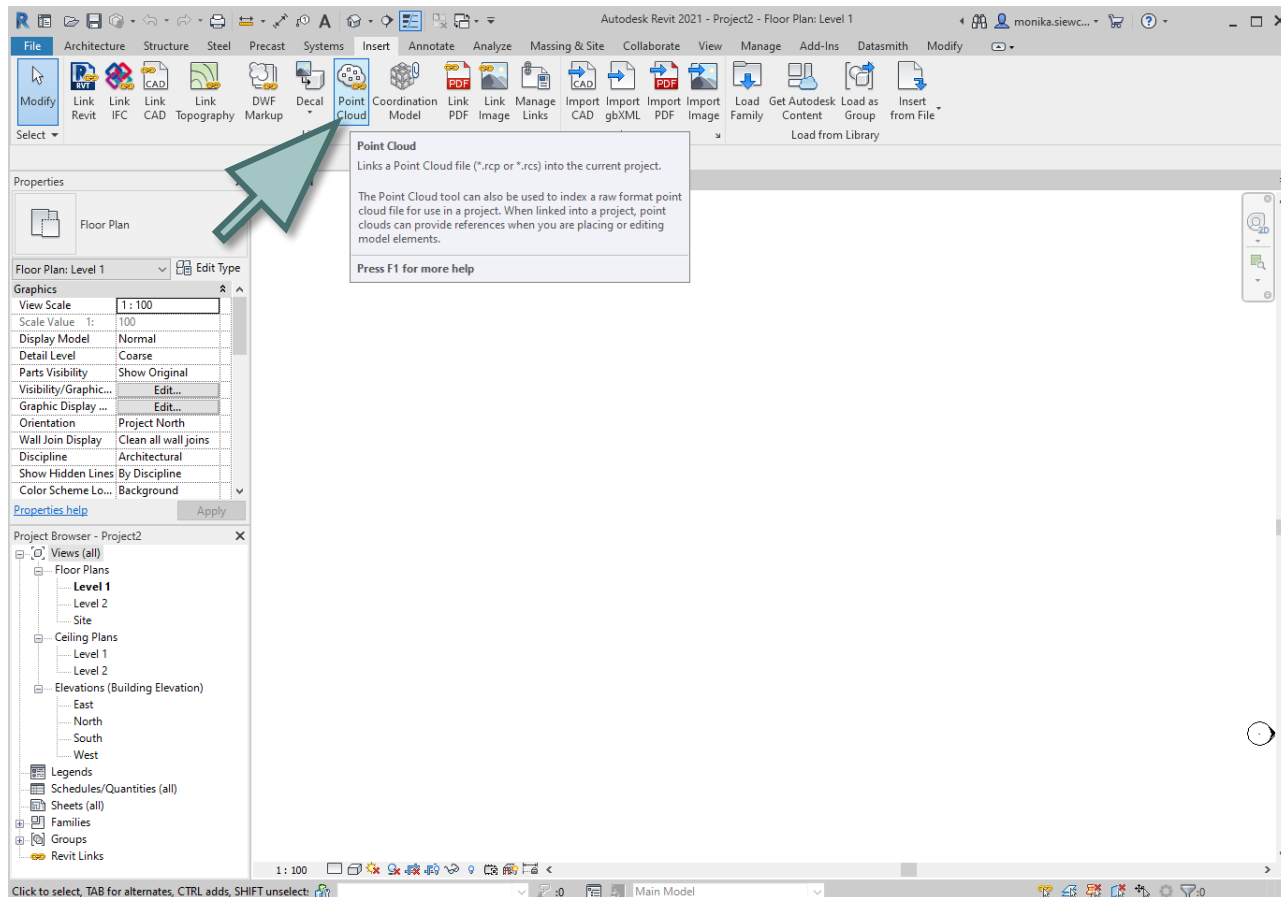 Autodesk Revit 2021 - Project2 - Floor Plan: Level 1
monika.siewc...
File Architecture Structure Steel Precast Systems Insert Annotate Analyze Massing & Site Collaborate View Manage Add-Ins Datasmith Modify
Modify
Link Revit
Link IFC
Link CAD
Link Topography
DWF Markup
Decal
Point Cloud
Coordination Model
Link PDF
Link Image
Manage Links
Import CAD
Import gbXML
Import PDF
Import Image
Load Family
Get Autodesk Content
Load as Group
Insert from File
Select
Load from Library
Point Cloud
Links a Point Cloud file (*.rcp or *.rcs) into the current project.
The Point Cloud tool can also be used to index a raw format point
cloud file for use in a project. When linked into a project, point
clouds can provide references when you are placing or editing
model elements.
Press F1 for more help
Properties
Floor Plan
Floor Plan: Level 1 Edit Type
Graphics
View Scale 1 : 100
Scale Value 1: 100
Display Model Normal
Detail Level Coarse
Parts Visibility Show Original
Visibility/Graphic... Edit...
Graphic Display ... Edit...
Orientation Project North
Wall Join Display Clean all wall joins
Discipline Architectural
Show Hidden Lines By Discipline
Color Scheme Lo... Background
Properties help Apply
Project Browser - Project2
Views (all)
Floor Plans
Level 1
Level 2
Site
Ceiling Plans
Level 1
Level 2
Elevations (Building Elevation)
East
North
South
West
Legends
Schedules/Quantities (all)
Sheets (all)
Families
Groups
Revit Links
1 : 100
Click to select, TAB for alternates, CTRL adds, SHIFT unselect: :0 Main Model :0